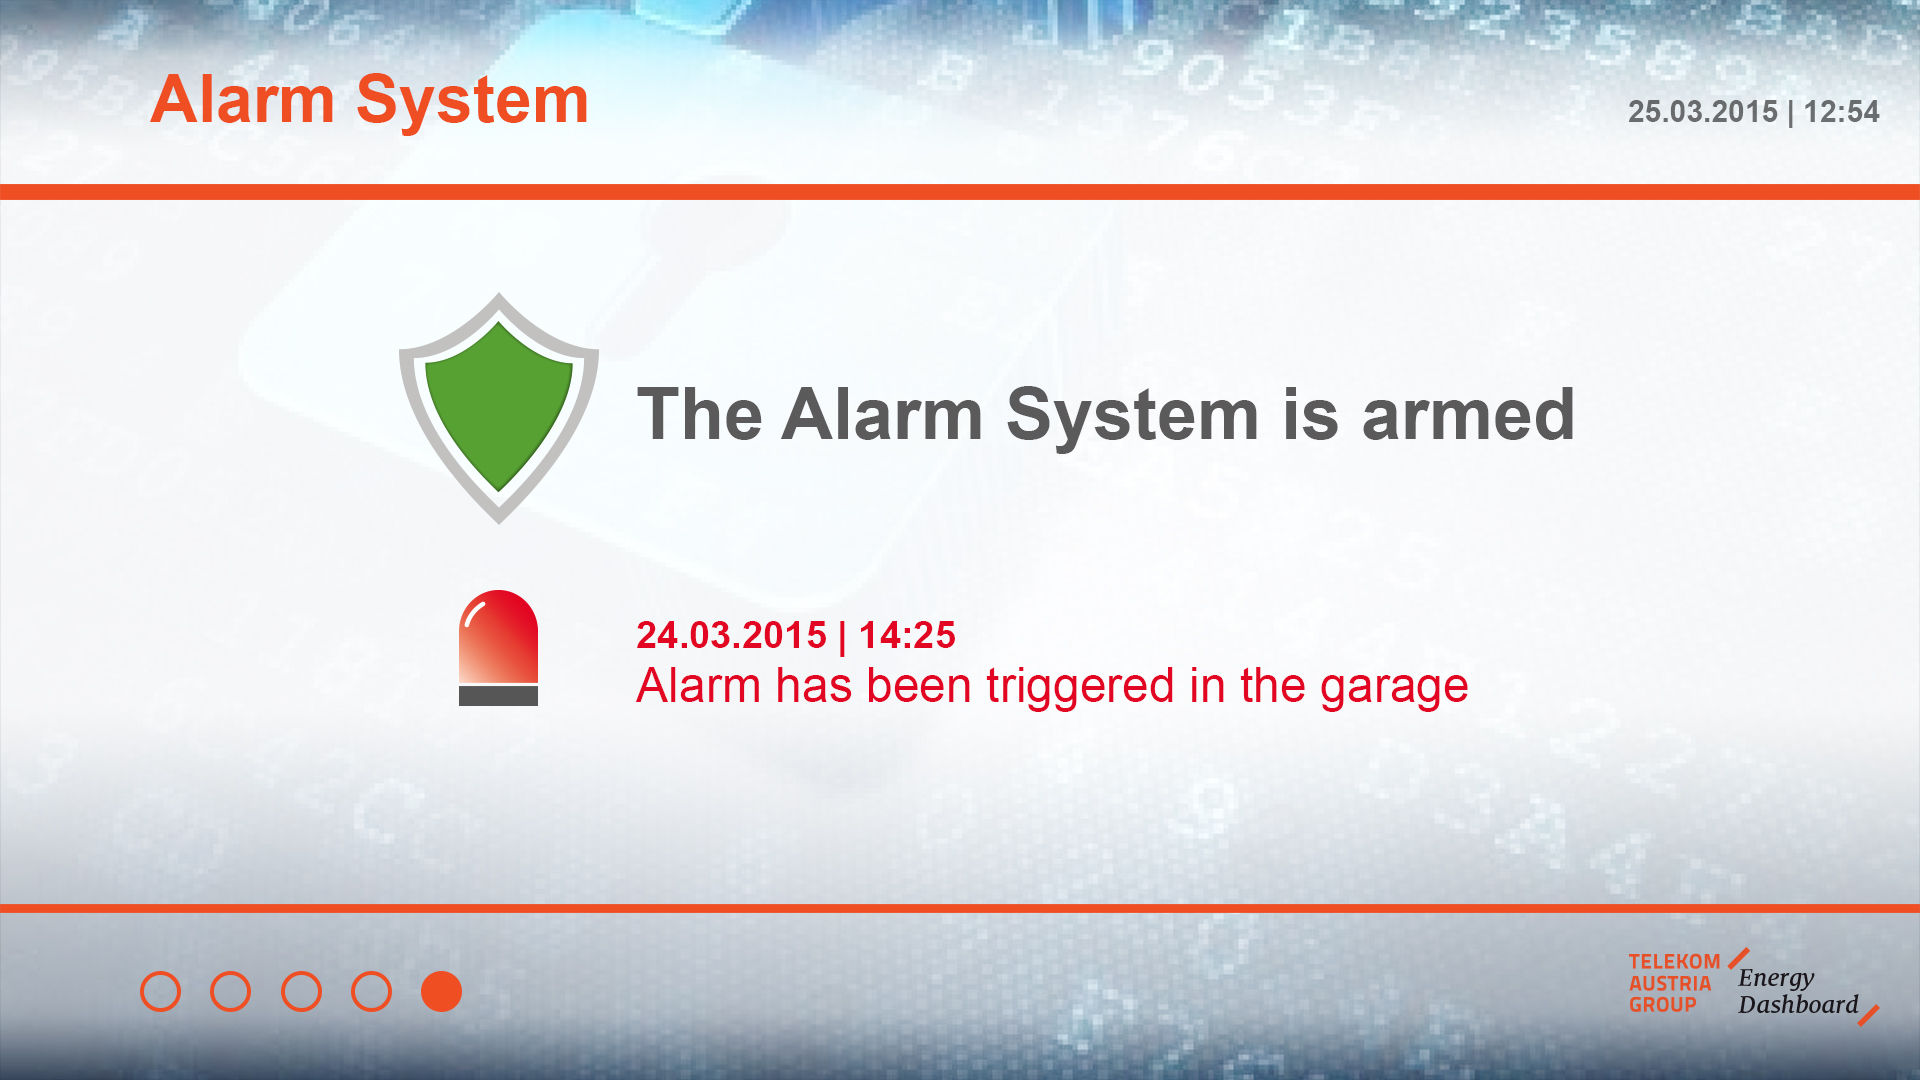 Alarm System
25.03.2015 | 12:54
The Alarm System is armed
24.03.2015 | 14:25
Alarm has been triggered in the garage
TELEKOM
AUSTRIA
GROUP
Energy
Dashboard